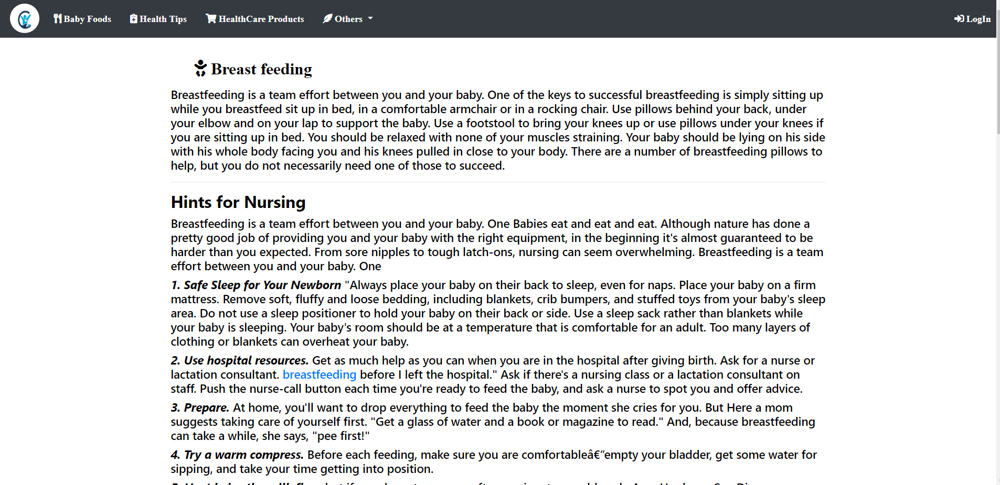 Baby Foods
Health Tips
HealthCare Products
Others
LogIn
Breast feeding
Breastfeeding is a team effort between you and your baby. One of the keys to successful breastfeeding is simply sitting up
while you breastfeed sit up in bed, in a comfortable armchair or in a rocking chair. Use pillows behind your back, under
your elbow and on your lap to support the baby. Use a footstool to bring your knees up or use pillows under your knees if
you are sitting up in bed. You should be relaxed with none of your muscles straining. Your baby should be lying on his side
with his whole body facing you and his knees pulled in close to your body. There are a number of breastfeeding pillows to
help, but you do not necessarily need one of those to succeed.
Hints for Nursing
Breastfeeding is a team effort between you and your baby. One Babies eat and eat and eat. Although nature has done a
pretty good job of providing you and your baby with the right equipment, in the beginning it's almost guaranteed to be
harder than you expected. From sore nipples to tough latch-ons, nursing can seem overwhelming. Breastfeeding is a team
effort between you and your baby. One
1. Safe Sleep for Your Newborn "Always place your baby on their back to sleep, even for naps. Place your baby on a firm
mattress. Remove soft, fluffy and loose bedding, including blankets, crib bumpers, and stuffed toys from your baby's sleep
area. Do not use a sleep positioner to hold your baby on their back or side. Use a sleep sack rather than blankets while
your baby is sleeping. Your baby's room should be at a temperature that is comfortable for an adult. Too many layers of
clothing or blankets can overheat your baby.
2. Use hospital resources. Get as much help as you can when you are in the hospital after giving birth. Ask for a nurse or
lactation consultant. breastfeeding before I left the hospital." Ask if there's a nursing class or a lactation consultant on
staff. Push the nurse-call button each time you're ready to feed the baby, and ask a nurse to spot you and offer advice.
3. Prepare. At home, you'll want to drop everything to feed the baby the moment she cries for you. But Here a mom
suggests taking care of yourself first. "Get a glass of water and a book or magazine to read." And, because breastfeeding
can take a while, she says, "pee first!"
4. Try a warm compress. Before each feeding, make sure you are comfortableâ€”empty your bladder, get some water for
sipping, and take your time getting into position.